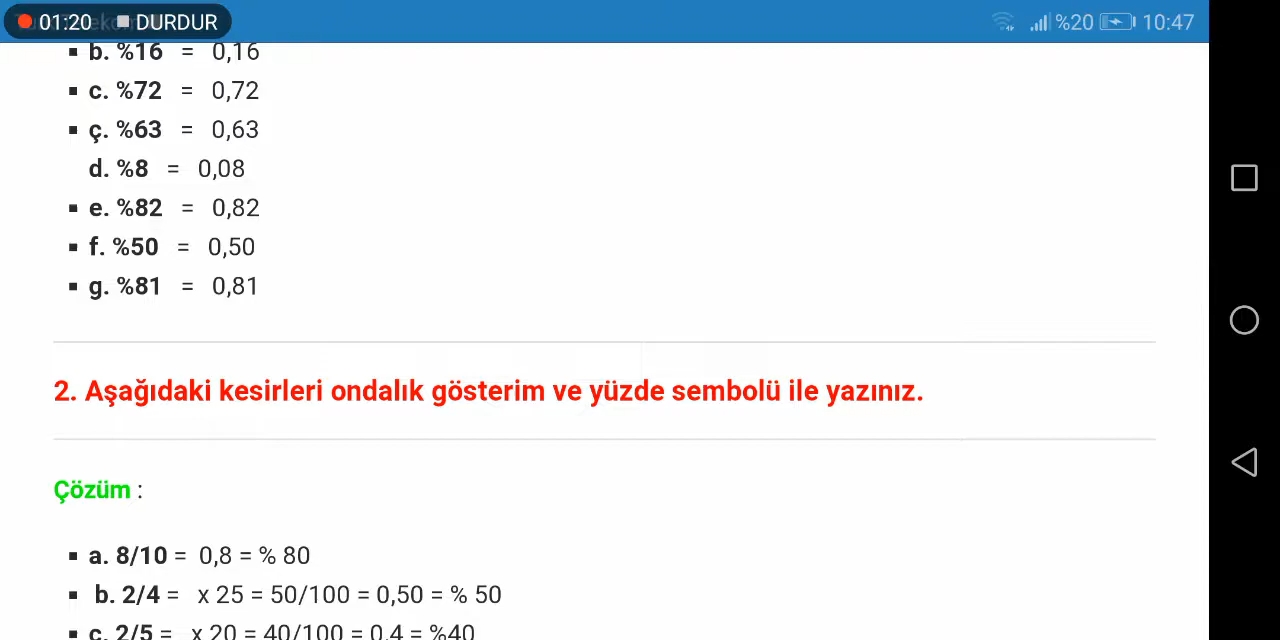 01:20 DURDUR %20 10:47
b. %16 = 0,16
c. %72 = 0,72
ç. %63 = 0,63
d. %8 = 0,08
e. %82 = 0,82
f. %50 = 0,50
g. %81 = 0,81
2. Aşağıdaki kesirleri ondalık gösterim ve yüzde sembolü ile yazınız.
Çözüm :
a. 8/10 = 0,8 = % 80
b. 2/4 = x 25 = 50/100 = 0,50 = % 50
c. 2/5 = x 20 = 40/100 = 0,4 = %40